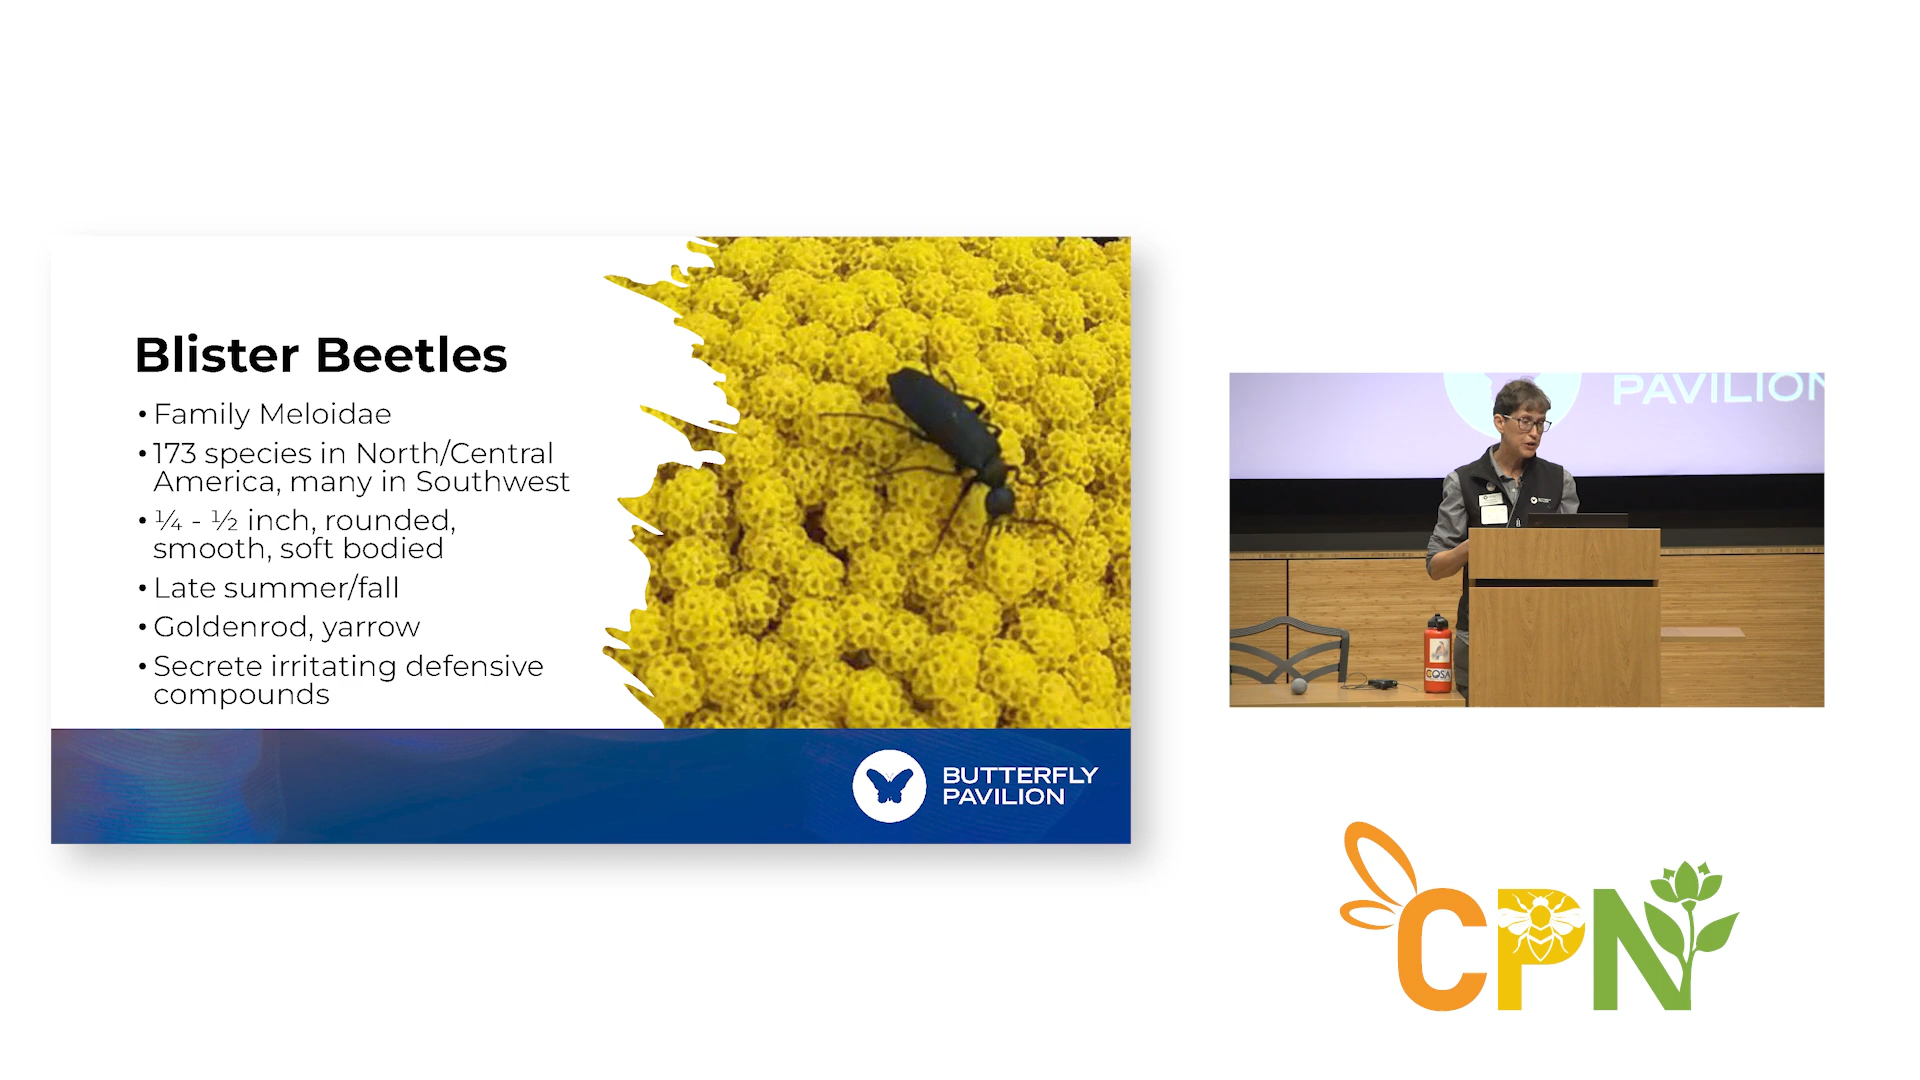 Blister Beetles
• Family Meloidae
• 173 species in North/Central
America, many in Southwest
• ¼ - ½ inch, rounded,
smooth, soft bodied
• Late summer/fall
• Goldenrod, yarrow
• Secrete irritating defensive
compounds
BUTTERFLY
PAVILION
PAVILION
COSA
CPN